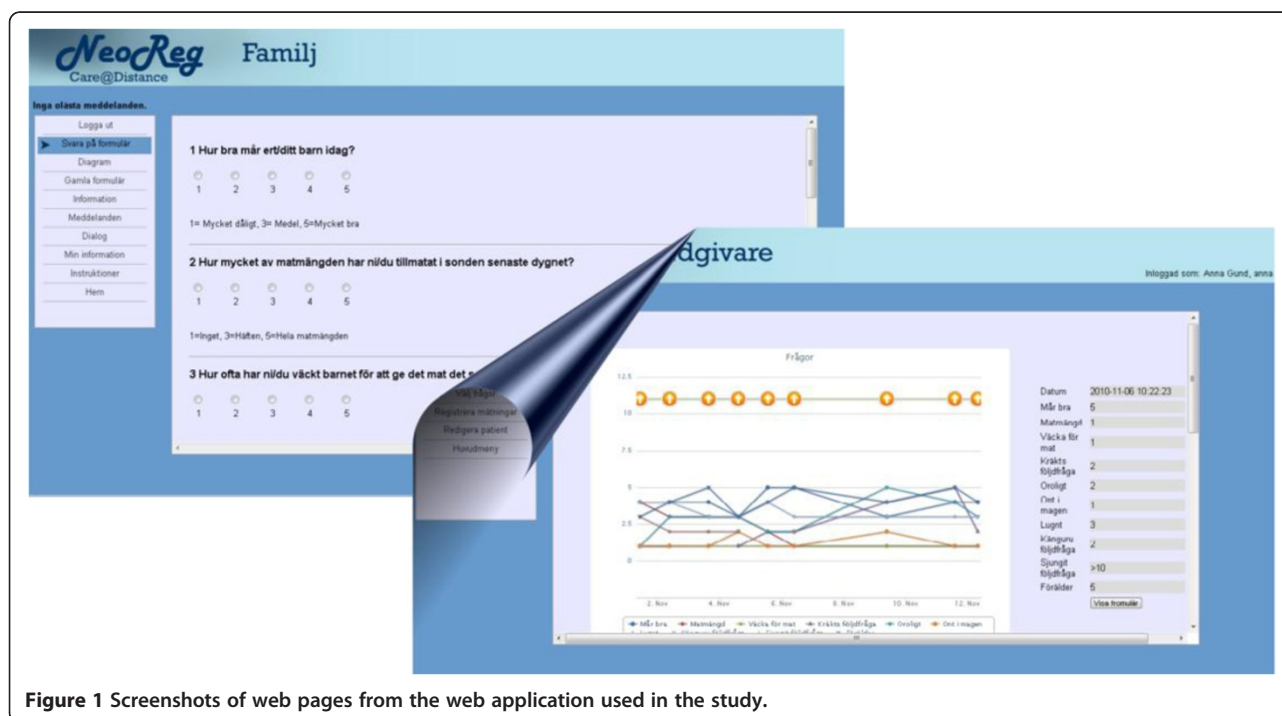 NeoReg
Familj
Care@Distance
Inga olästa meddelanden.
Logga ut
Svara på formulär
Diagram
Gamla formulär
Information
Meddelanden
Dialog
Min information
Instruktioner
Hem
1 Hur bra mår ert/ditt barn idag?
1 2 3 4 5
1= Mycket dåligt, 3= Medel, 5=Mycket bra
2 Hur mycket av matmängden har ni/du tillmatat i sonden senaste dygnet?
1 2 3 4 5
1=Inget, 3=Hälften, 5=Hela matmängden
3 Hur ofta har ni/du väckt barnet för att ge det mat det
1 2 3 4 5
dgivare
Inloggad som: Anna Gund, anna
Välj frågor
Registrera mätningar
Redigera patient
Huvudmeny
Frågor
12.5
10
7.5
5
2.5
0
2. Nov 4. Nov 6. Nov 8. Nov 10. Nov 12. Nov
Mår bra Matmängd Väcka för mat Kräkts följdfråga Oroligt Ont i magen
Datum 2010-11-06 10:22:23
Mår bra 5
Matmängd 1
Väcka för
mat 1
Kräkts
följdfråga 2
Oroligt 2
Ont i
magen 1
Lugnt 3
Känguru
följdfråga 2
Sjungit
följdfråga >10
Förälder 5
Visa fromulär
Figure 1 Screenshots of web pages from the web application used in the study.